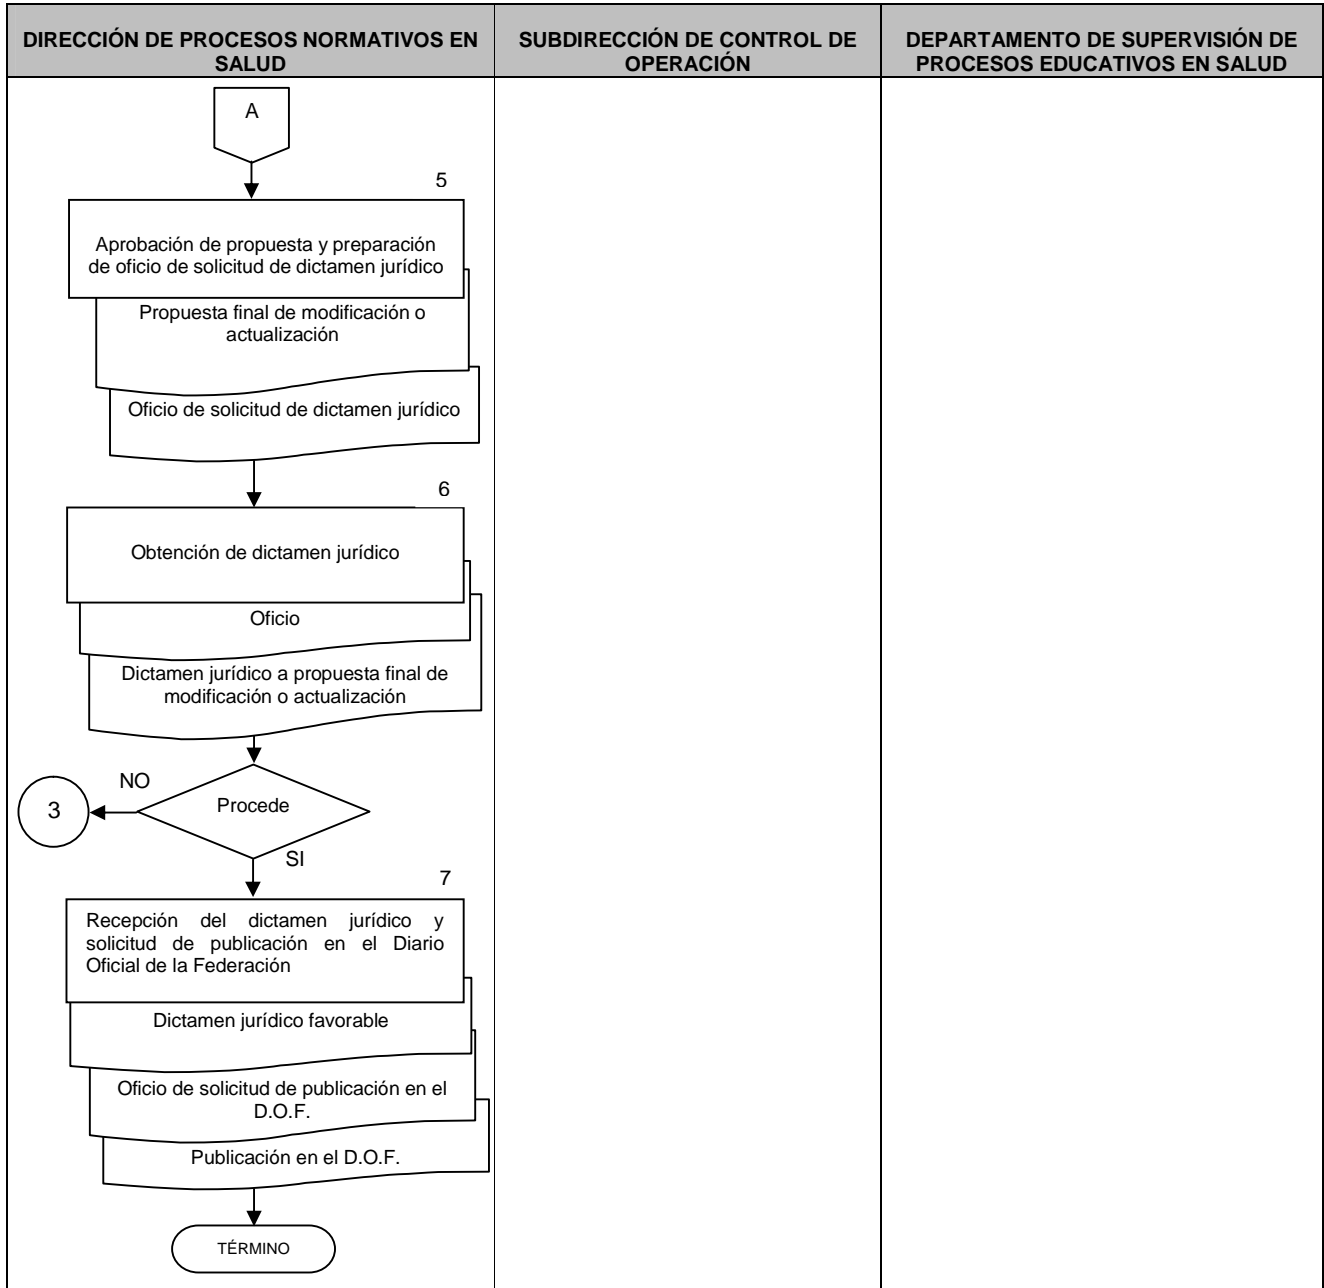 DIRECCIÓN DE PROCESOS NORMATIVOS EN
SALUD
SUBDIRECCIÓN DE CONTROL DE
OPERACIÓN
DEPARTAMENTO DE SUPERVISIÓN DE
PROCESOS EDUCATIVOS EN SALUD
A
5
Aprobación de propuesta y preparación
de oficio de solicitud de dictamen jurídico
Propuesta final de modificación o
actualización
Oficio de solicitud de dictamen jurídico
6
Obtención de dictamen jurídico
Oficio
Dictamen jurídico a propuesta final de
modificación o actualización
NO
3
Procede
SI
7
Recepción del dictamen jurídico y
solicitud de publicación en el Diario
Oficial de la Federación
Dictamen jurídico favorable
Oficio de solicitud de publicación en el
D.O.F.
Publicación en el D.O.F.
TÉRMINO